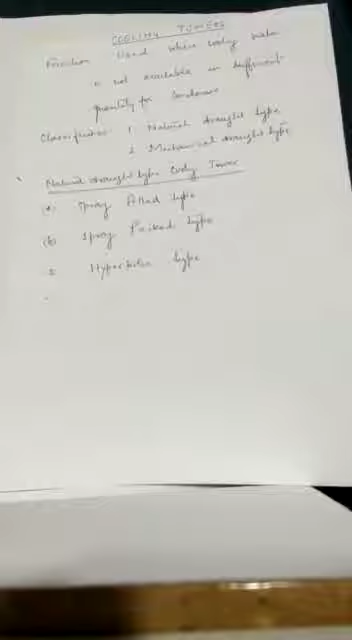 COOLING TOWERS
Function Used where cooling water
is not available in sufficient
quantity for condenser
Classification 1. Natural draught type
2. Mechanical draught type
Natural draught type Cooling Tower
(a) Spray filled type
(b) Spray Packed type
Hyperbolic type